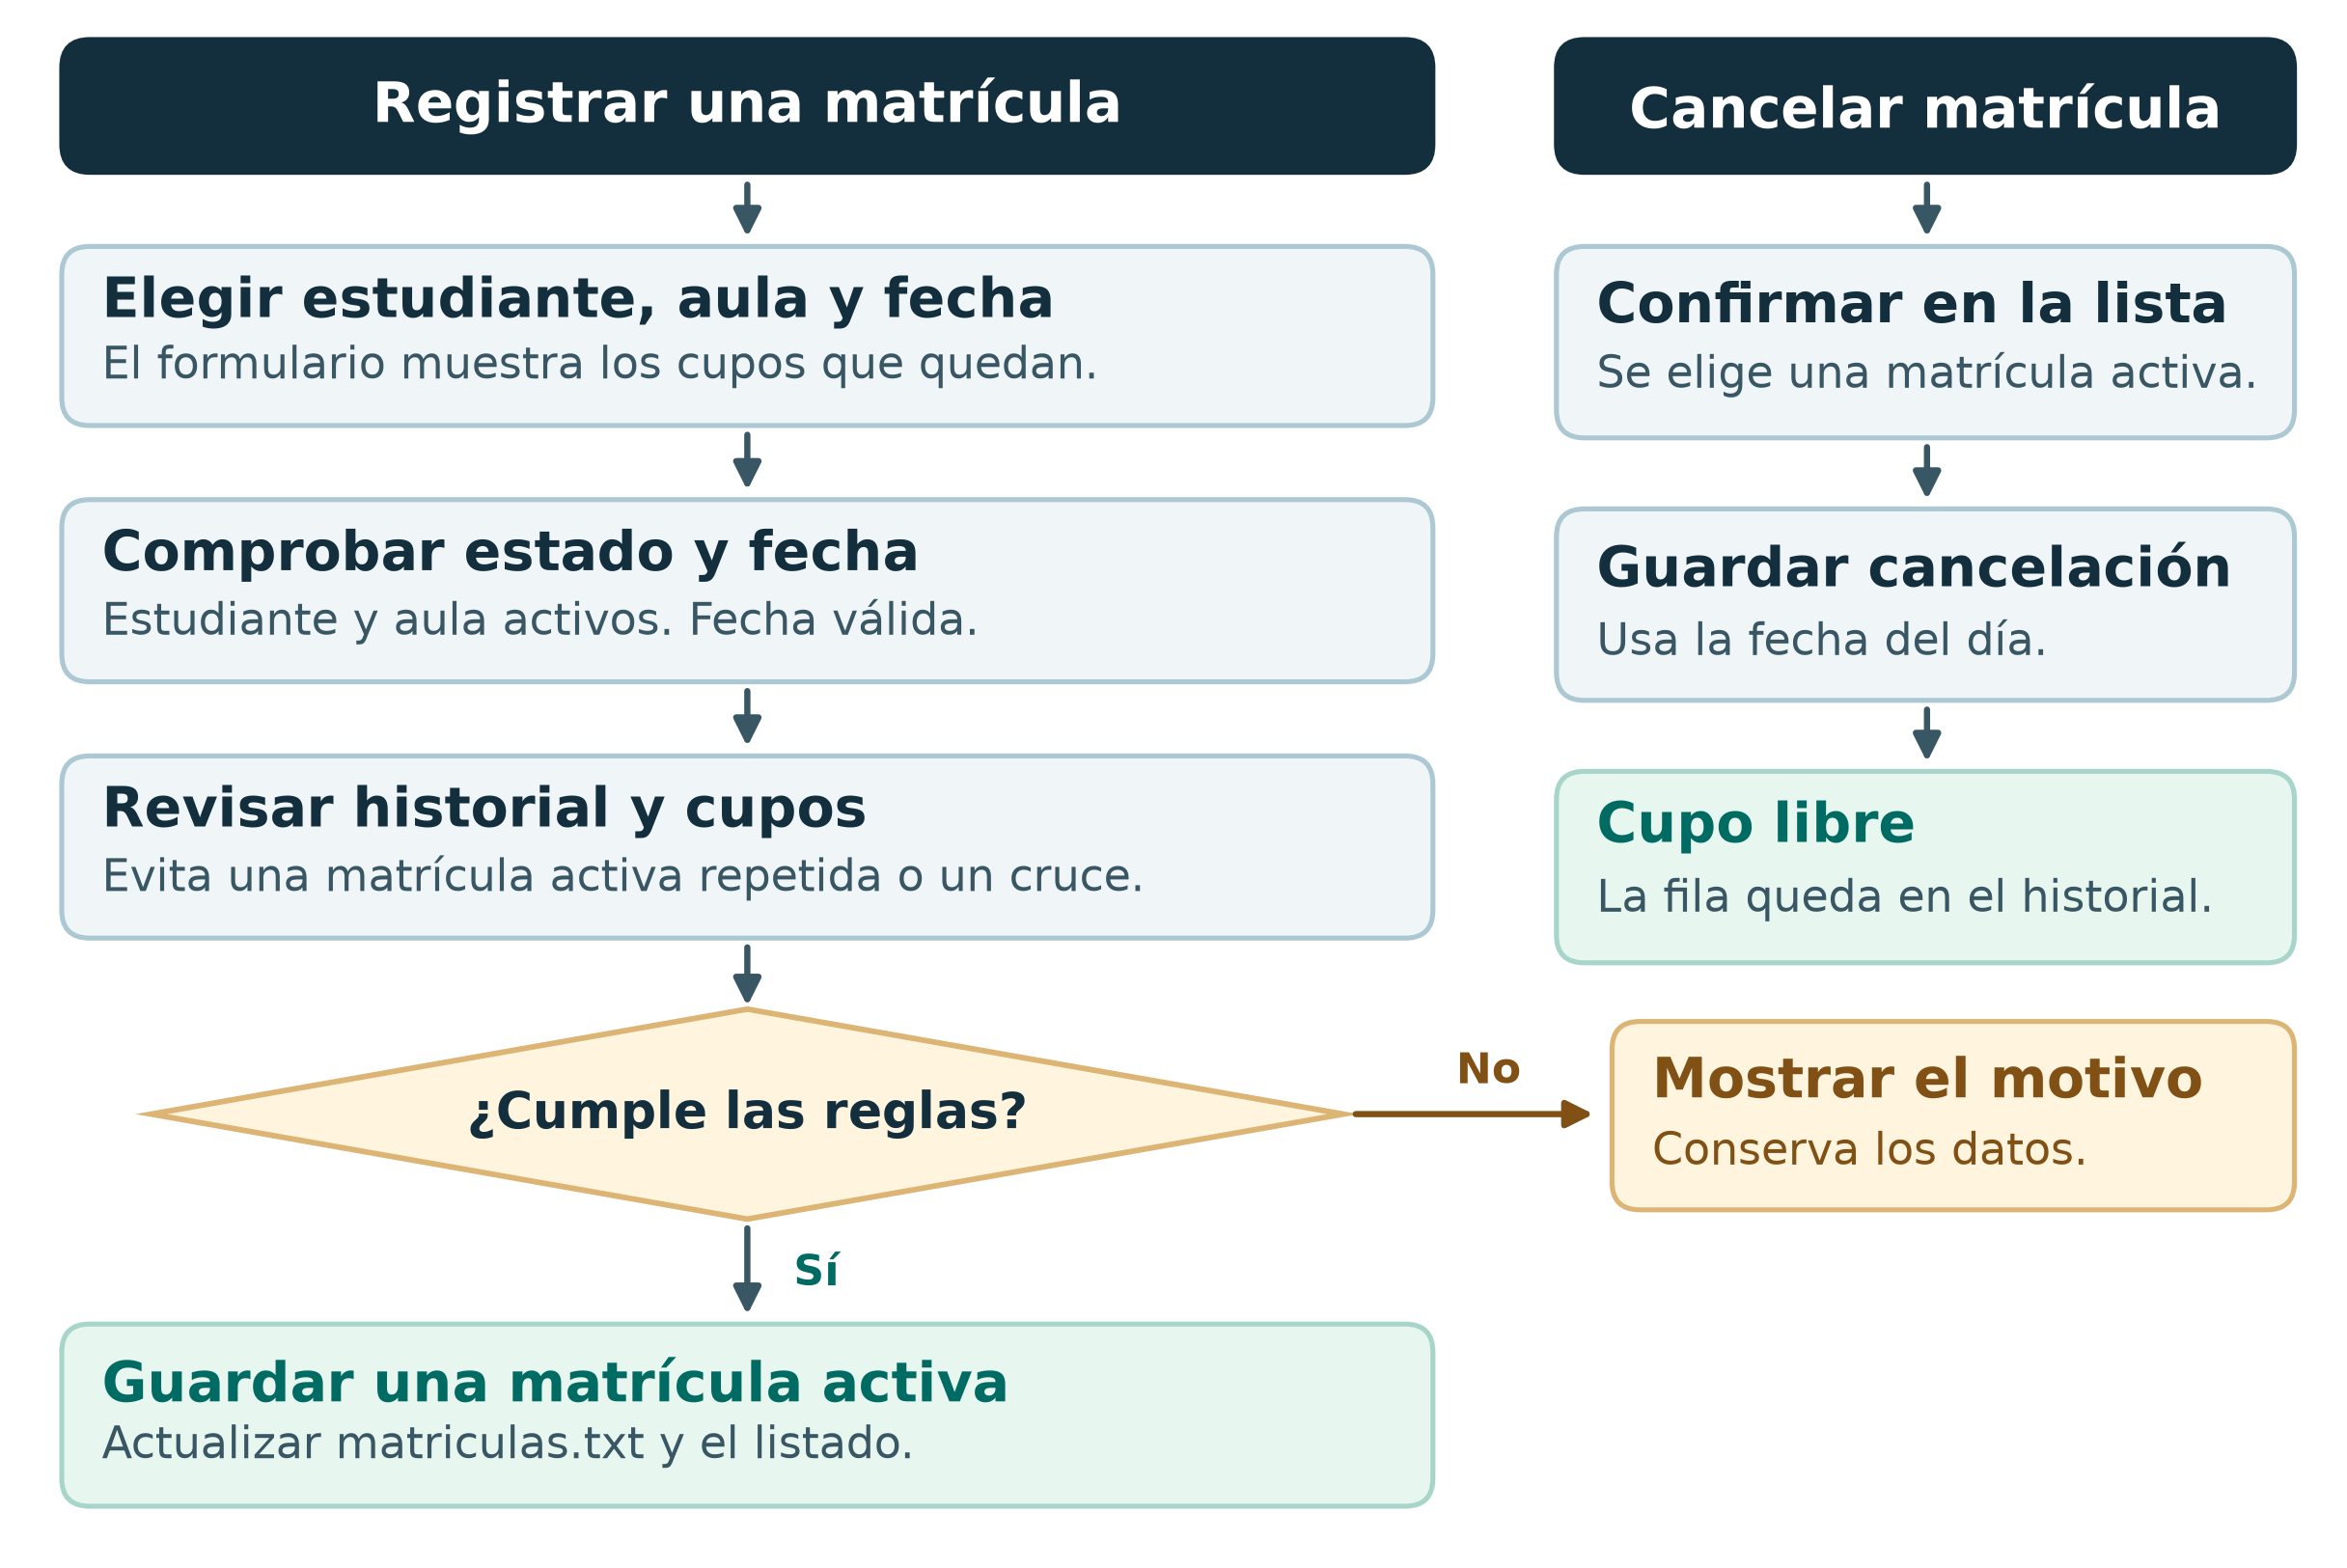 Registrar una matrícula
Elegir estudiante, aula y fecha
El formulario muestra los cupos que quedan.
Comprobar estado y fecha
Estudiante y aula activos. Fecha válida.
Revisar historial y cupos
Evita una matrícula activa repetida o un cruce.
¿Cumple las reglas?
No
Mostrar el motivo
Conserva los datos.
Sí
Guardar una matrícula activa
Actualizar matriculas.txt y el listado.
Cancelar matrícula
Confirmar en la lista
Se elige una matrícula activa.
Guardar cancelación
Usa la fecha del día.
Cupo libre
La fila queda en el historial.